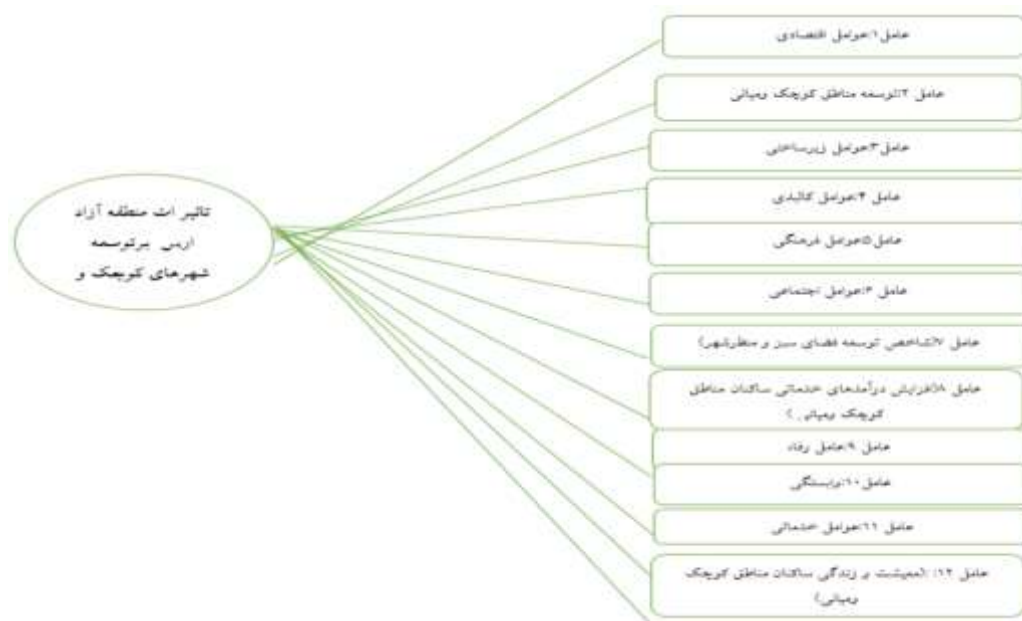 تاثیر ات منطقه آزاد
ارس برتوسعه
شهرهای کوچک و
عامل ۱:عوامل اقتصادی
عامل ۲:توسعه مناطق کوچک ومیانی
عامل۳:عوامل زیرساختی
عامل ۴:عوامل کالبدی
عامل۵:عوامل فرهنگی
عامل ۶:عوامل اجتماعی
عامل ۷(شاخص توسعه فضای سبز و منظرشهر)
عامل ۸(افزایش درآمدهای خدماتی ساکنان مناطق
کوچک ومیانی )
عامل ۹:عامل رفاه
عامل۱۰:وابستگی
عامل ۱۱:عوامل خدماتی
عامل ۱۲: (معیشت و زندگی ساکنان مناطق کوچک
ومیانی)